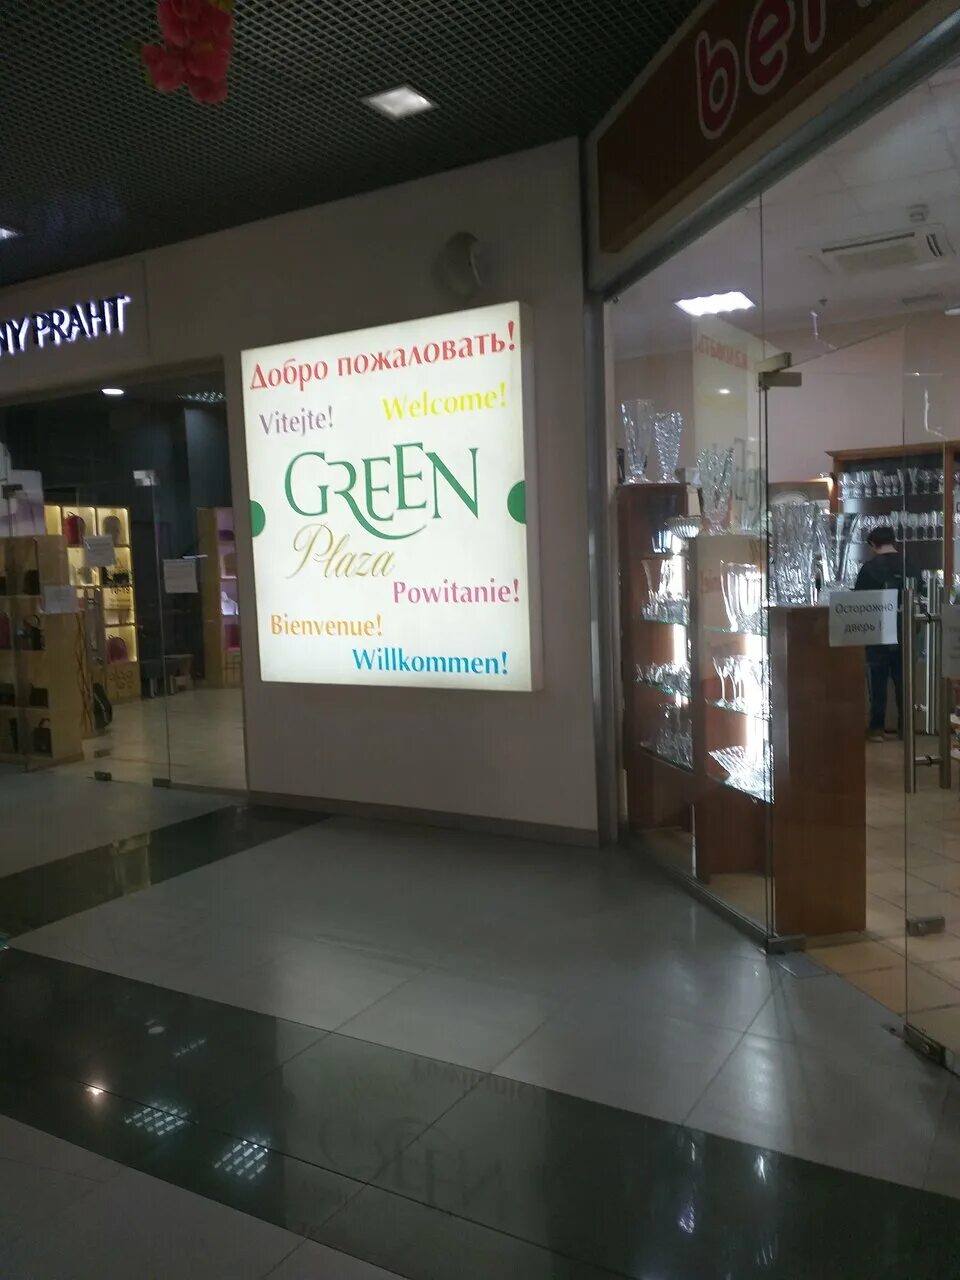 NY PRAHT
Добро пожаловать!
Vitejte!
Welcome!
GREEN
Plaza
Powitanie!
Bienvenue!
Willkommen!
Осторожно
дверь!